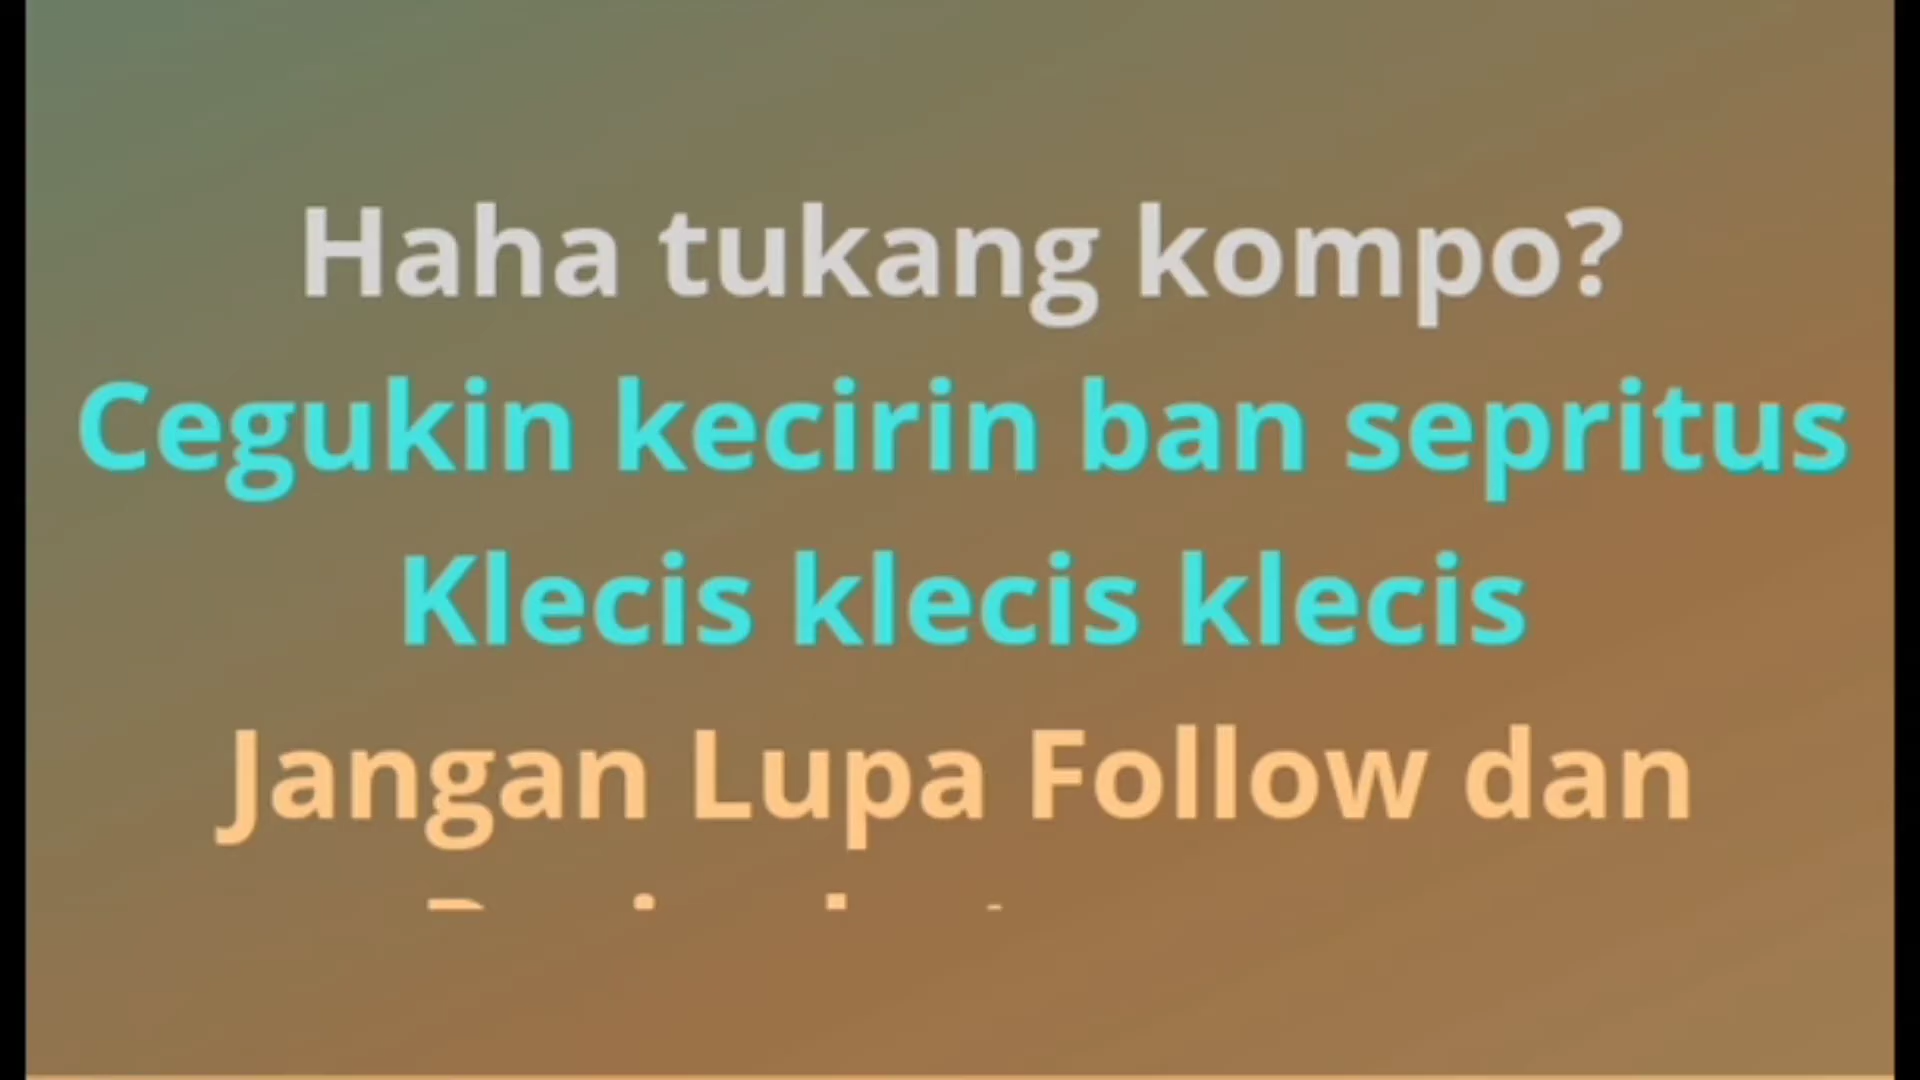 Haha tukang kompo?
Cegukin kecirin ban sepritus
Klecis klecis klecis
Jangan Lupa Follow dan